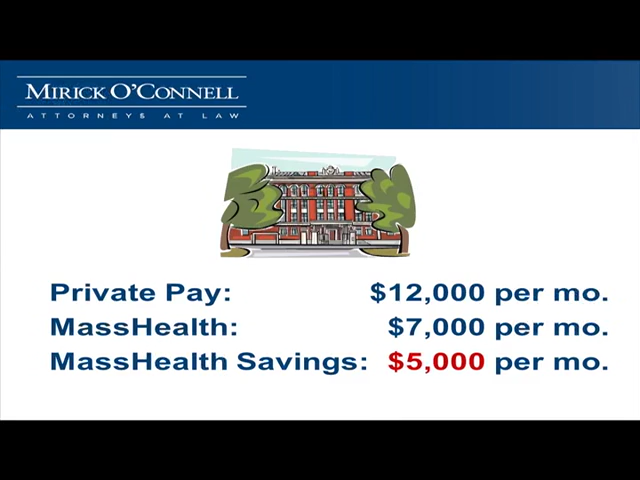 MIRICK O'CONNELL
ATTORNEYS AT LAW
Private Pay: $12,000 per mo.
MassHealth: $7,000 per mo.
MassHealth Savings: $5,000 per mo.